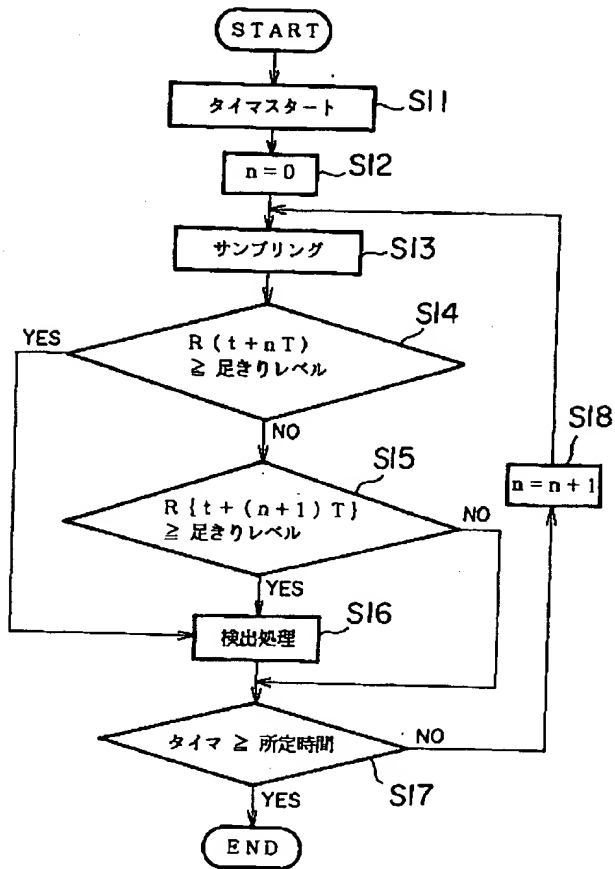 START
タイマスタート
S11
n = 0
S12
サンプリング
S13
S14
YES
R (t + nT)
≧ 足きりレベル
NO
S15
R {t + (n + 1) T}
≧ 足きりレベル
NO
YES
S18
n = n + 1
検出処理
S16
タイマ ≧ 所定時間
NO
S17
YES
END